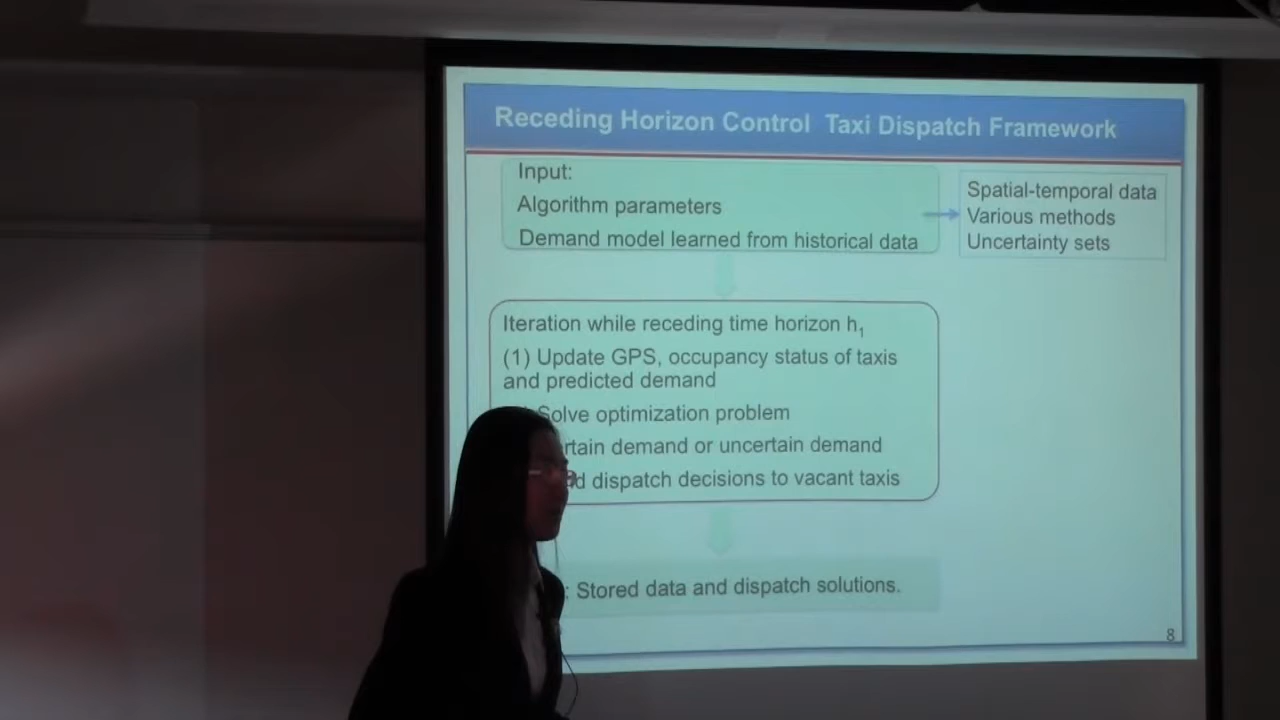 Receding Horizon Control Taxi Dispatch Framework
Input:
Algorithm parameters
Demand model learned from historical data
Spatial-temporal data
Various methods
Uncertainty sets
Iteration while receding time horizon h1
(1) Update GPS, occupancy status of taxis
and predicted demand
Solve optimization problem
demand or uncertain demand
dispatch decisions to vacant taxis
: Stored data and dispatch solutions.
8